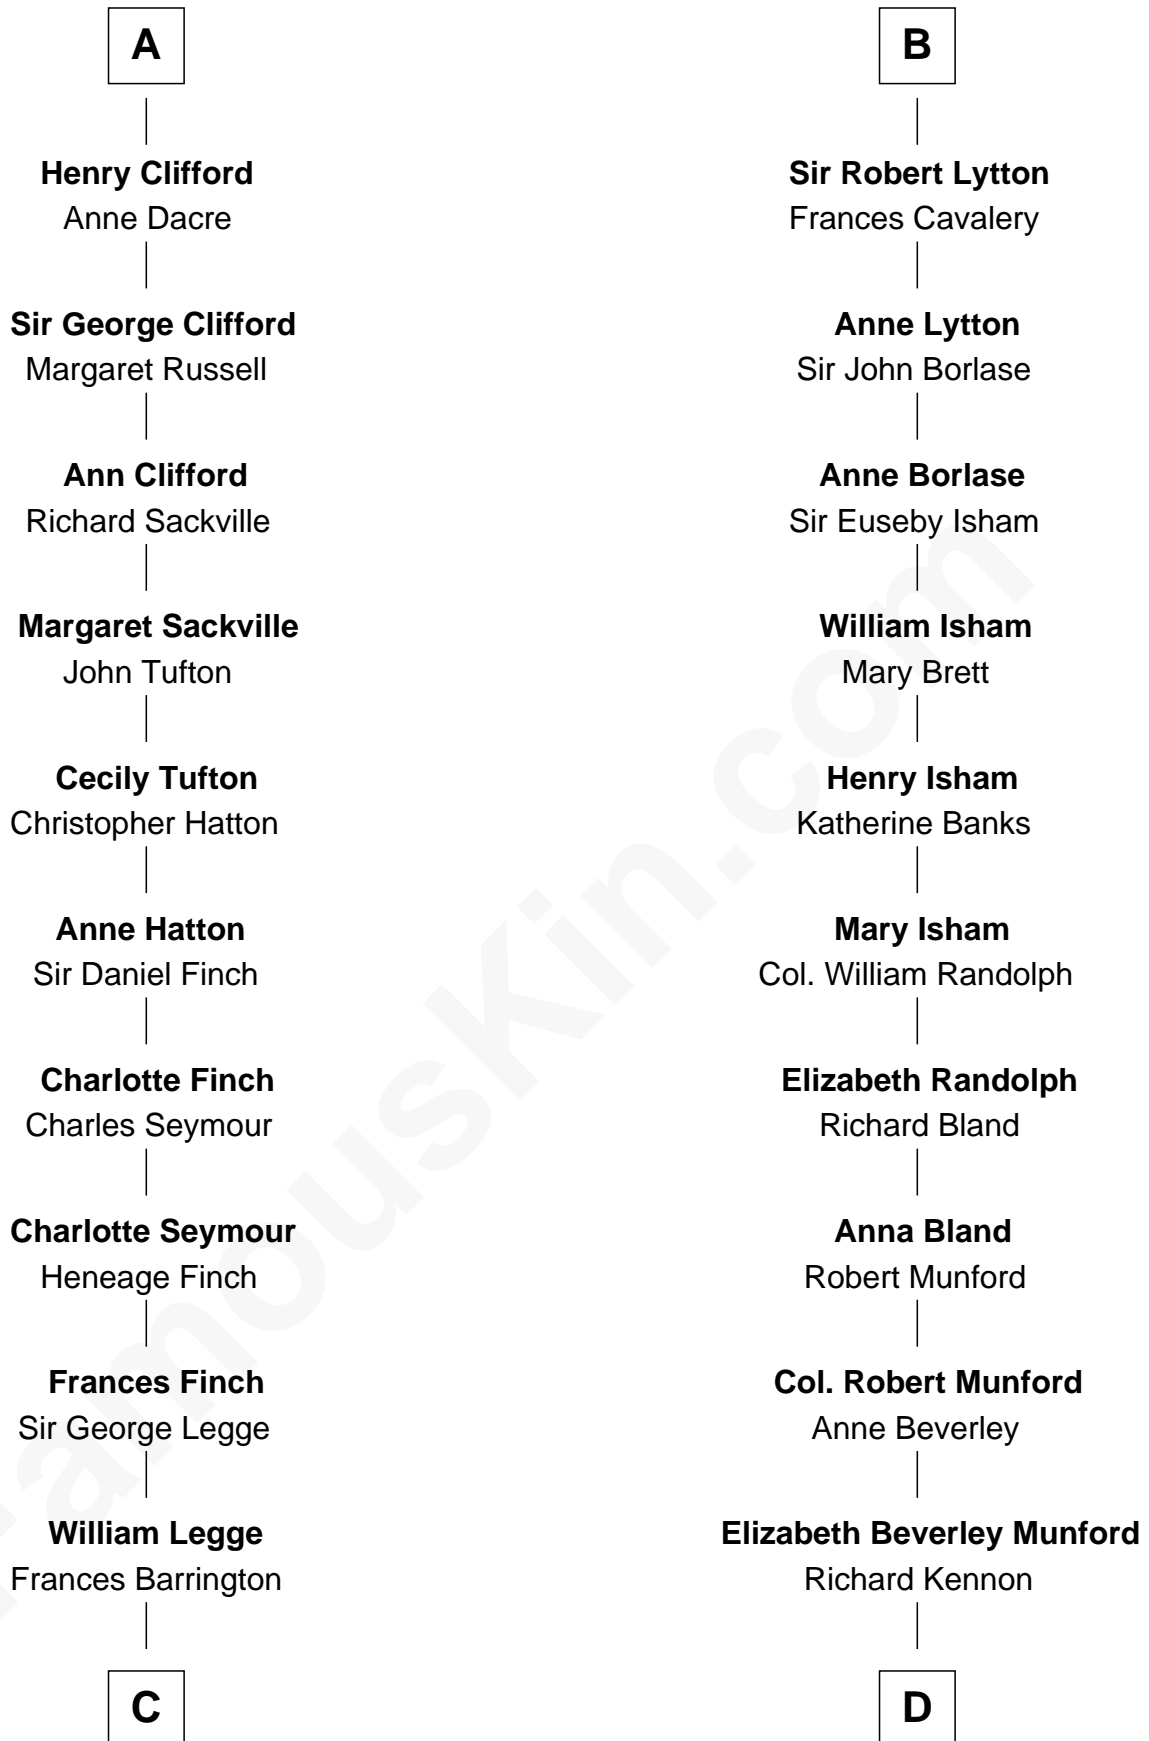 A
Henry Clifford
Anne Dacre
Sir George Clifford
Margaret Russell
Ann Clifford
Richard Sackville
Margaret Sackville
John Tufton
Cecily Tufton
Christopher Hatton
Anne Hatton
Sir Daniel Finch
Charlotte Finch
Charles Seymour
Charlotte Seymour
Heneage Finch
Frances Finch
Sir George Legge
William Legge
Frances Barrington
C
B
Sir Robert Lytton
Frances Cavalery
Anne Lytton
Sir John Borlase
Anne Borlase
Sir Euseby Isham
William Isham
Mary Brett
Henry Isham
Katherine Banks
Mary Isham
Col. William Randolph
Elizabeth Randolph
Richard Bland
Anna Bland
Robert Munford
Col. Robert Munford
Anne Beverley
Elizabeth Beverley Munford
Richard Kennon
D
FamousKin.com